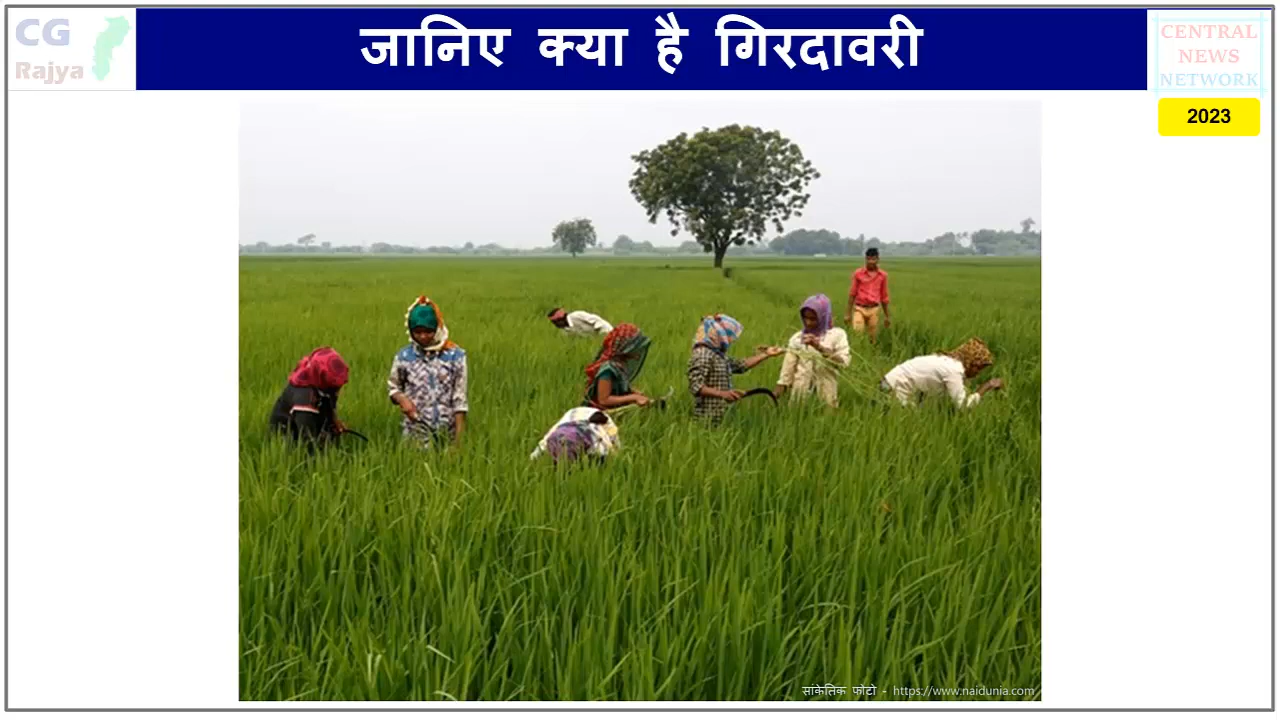 CG
Rajya
जानिए क्या है गिरदावरी
CENTRAL
NEWS
NETWORK
2023
सांकेतिक फोटो - https://www.naidunia.com